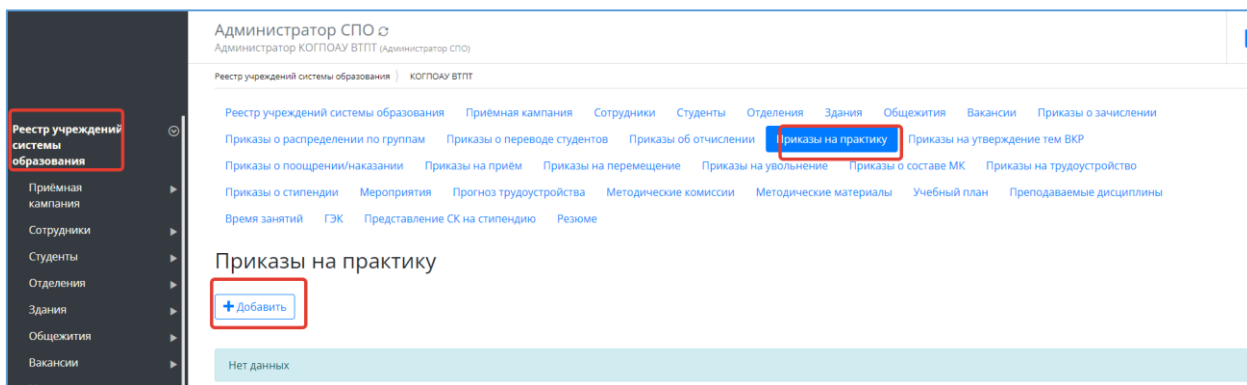 Администратор СПО
Администратор КОГПОАУ ВТПТ (Администратор СПО)
Реестр учреждений системы образования КОГПОАУ ВТПТ
Реестр учреждений
системы
образования
Приёмная
кампания
Сотрудники
Студенты
Отделения
Здания
Общежития
Вакансии
Реестр учреждений системы образования Приёмная кампания Сотрудники Студенты Отделения Здания Общежития Вакансии Приказы о зачислении
Приказы о распределении по группам Приказы о переводе студентов Приказы об отчислении Приказы на практику Приказы на утверждение тем ВКР
Приказы о поощрении/наказании Приказы на приём Приказы на перемещение Приказы на увольнение Приказы о составе МК Приказы на трудоустройство
Приказы о стипендии Мероприятия Прогноз трудоустройства Методические комиссии Методические материалы Учебный план Преподаваемые дисциплины
Время занятий ГЭК Представление СК на стипендию Резюме
Приказы на практику
+ Добавить
Нет данных